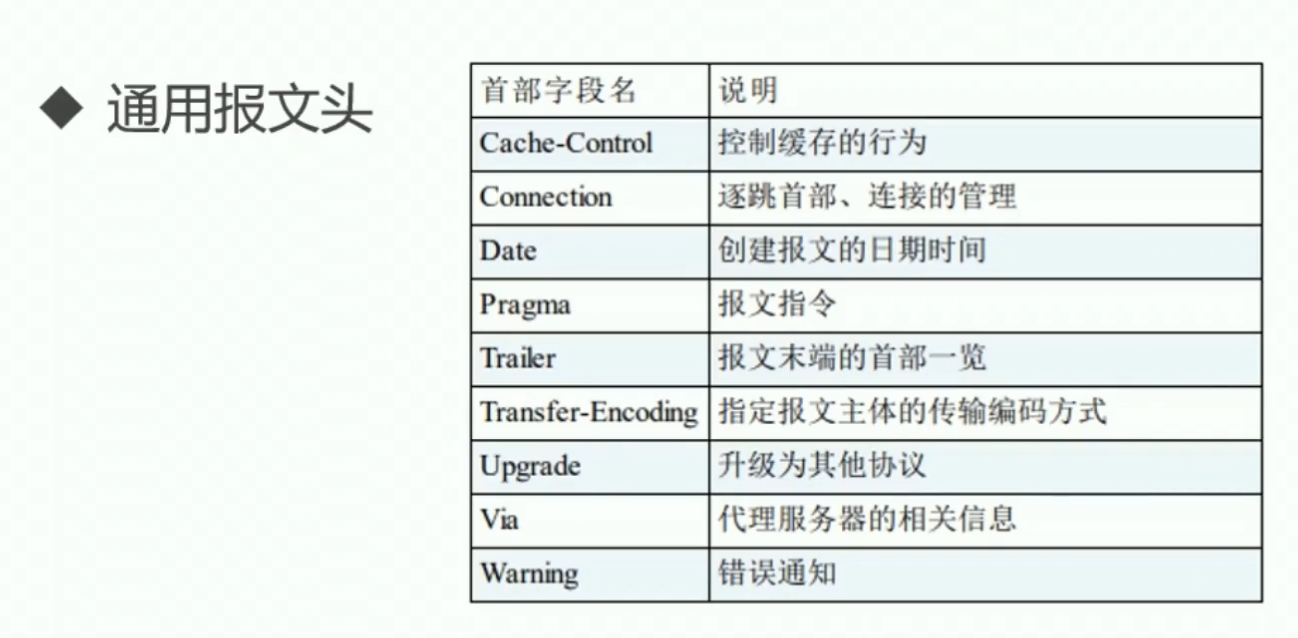 ◆ 通用报文头
首部字段名 说明
Cache-Control 控制缓存的行为
Connection 逐跳首部、连接的管理
Date 创建报文的日期时间
Pragma 报文指令
Trailer 报文末端的首部一览
Transfer-Encoding 指定报文主体的传输编码方式
Upgrade 升级为其他协议
Via 代理服务器的相关信息
Warning 错误通知